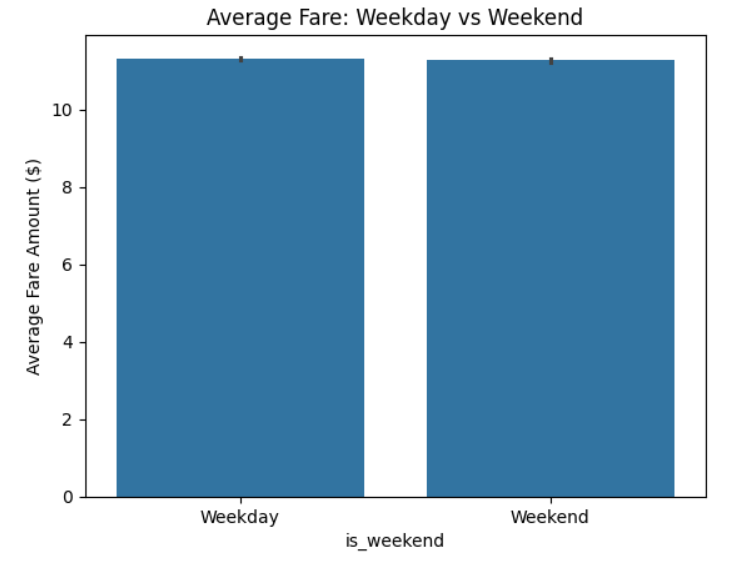 Average Fare: Weekday vs Weekend
Average Fare Amount ($)
10
8
6
4
2
0
Weekday Weekend
is_weekend